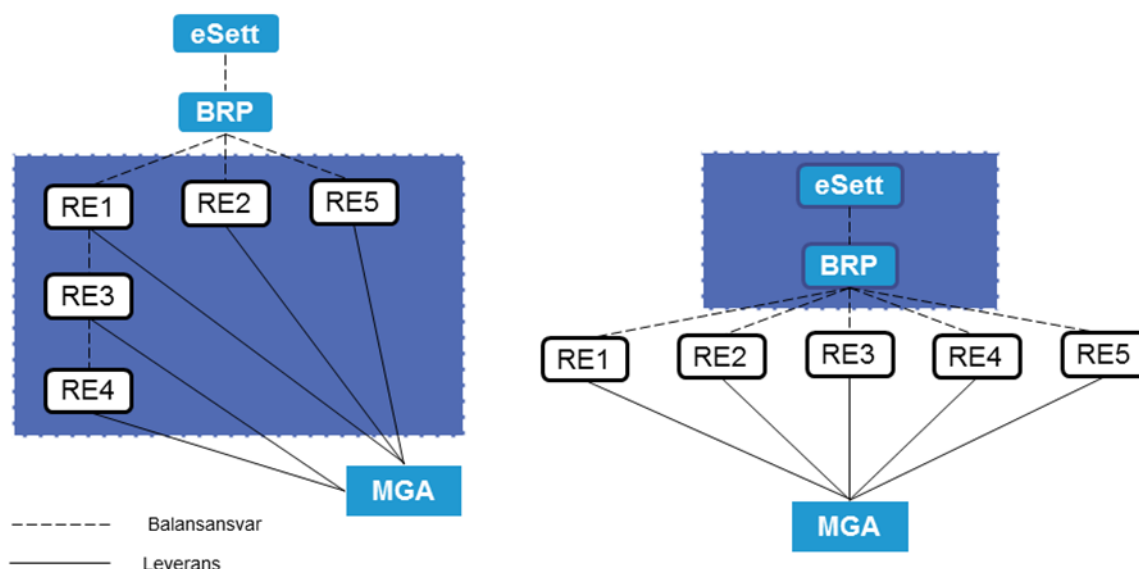 eSett
BRP
RE1
RE2
RE5
RE3
RE4
MGA
Balansansvar
Leverans
eSett
BRP
RE1
RE2
RE3
RE4
RE5
MGA